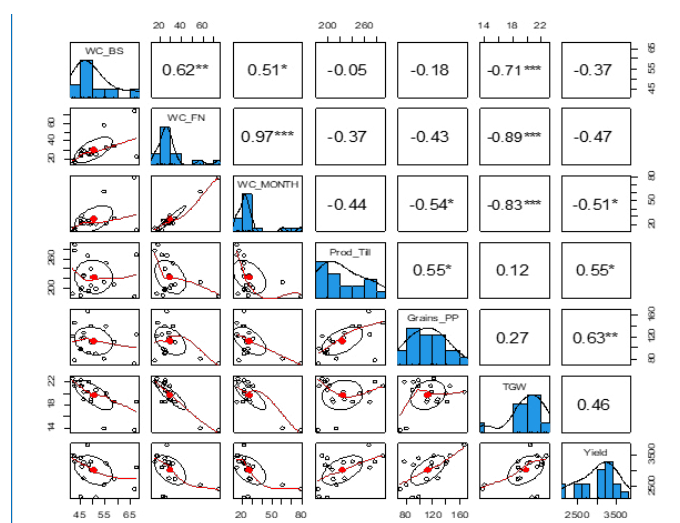 20 40 60
200 260
14 18 22
WC_BS
0.62**
0.51*
-0.05
-0.18
-0.71***
-0.37
45 55 65
20 40 60
WC_FN
0.97***
-0.37
-0.43
-0.89***
-0.47
WC_MONTH
-0.44
-0.54*
-0.83***
-0.51*
20 80
200 260
Prod_Till
0.55*
0.12
0.55*
Grains_PP
0.27
0.63**
80 120 160
14 18 22
TGW
0.46
Yield
2500 3500
45 55 65
20 40 60 80
80 120 160
2500 3500